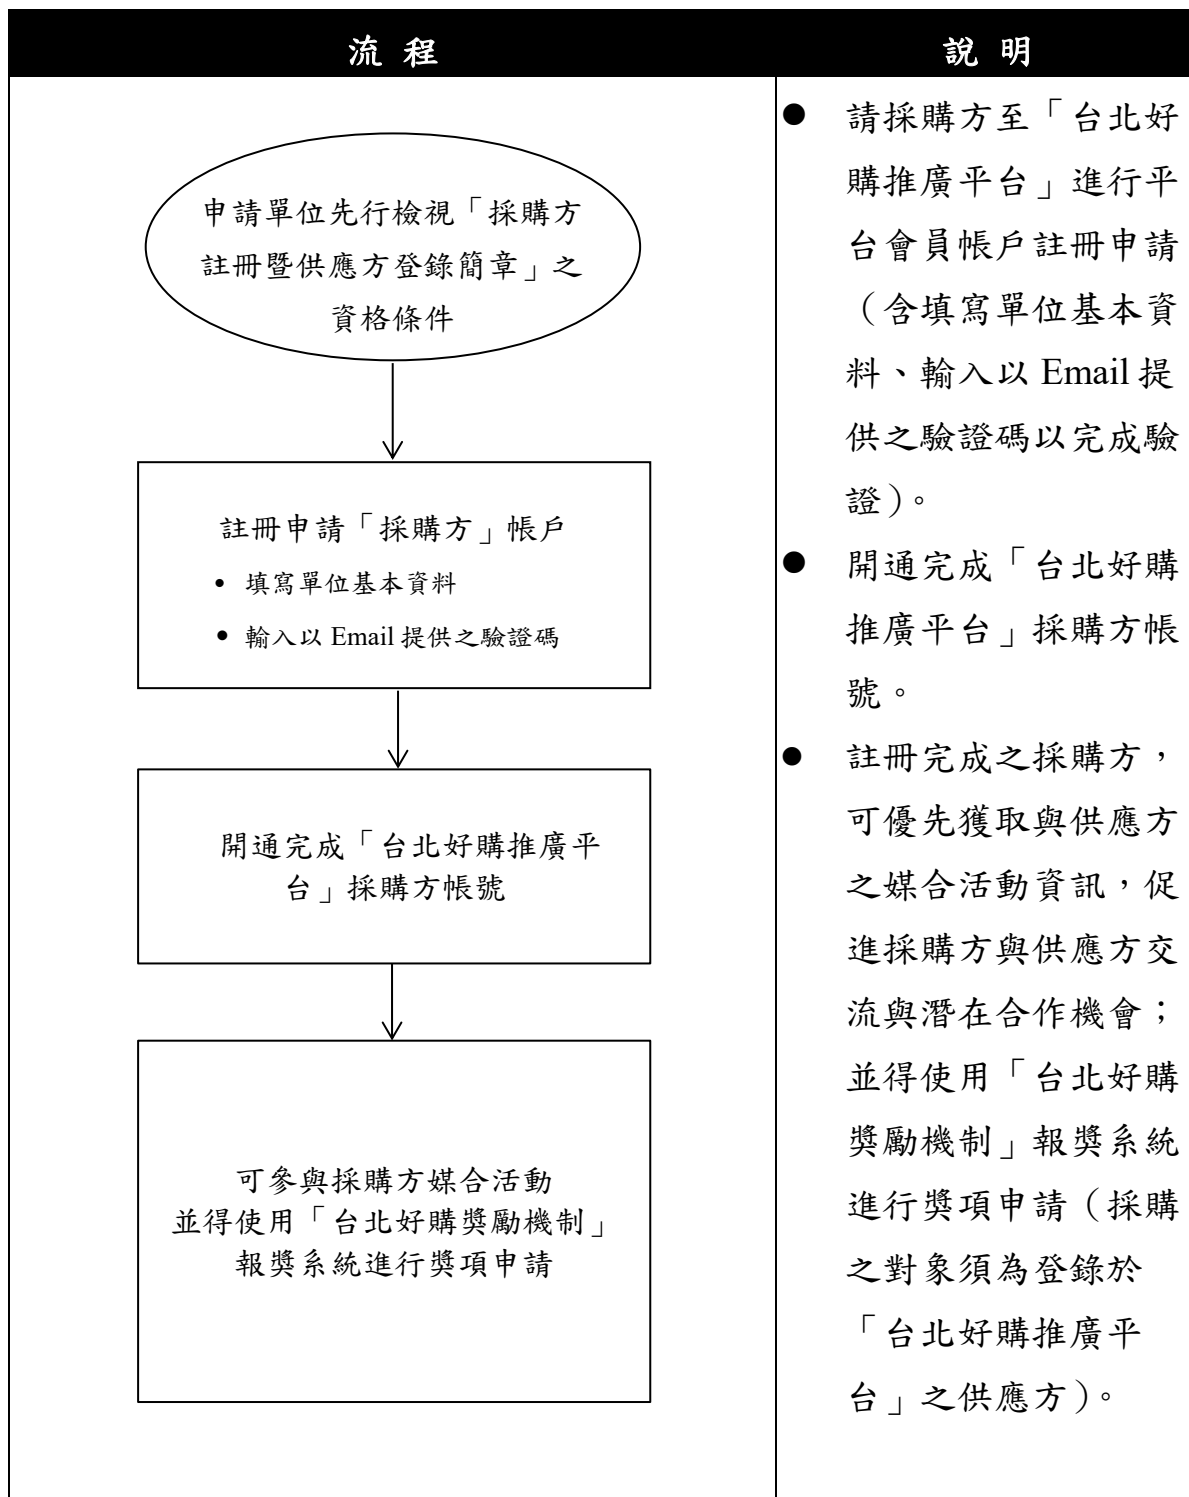 流 程
說 明
申請單位先行檢視「採購方
註冊暨供應方登錄簡章」之
資格條件
註冊申請「採購方」帳戶
• 填寫單位基本資料
• 輸入以 Email 提供之驗證碼
開通完成「台北好購推廣平
台」採購方帳號
可參與採購方媒合活動
並得使用「台北好購獎勵機制」
報獎系統進行獎項申請
● 請採購方至「台北好
購推廣平台」進行平
台會員帳戶註冊申請
（含填寫單位基本資
料、輸入以 Email 提
供之驗證碼以完成驗
證）。
● 開通完成「台北好購
推廣平台」採購方帳
號。
● 註冊完成之採購方，
可優先獲取與供應方
之媒合活動資訊，促
進採購方與供應方交
流與潛在合作機會；
並得使用「台北好購
獎勵機制」報獎系統
進行獎項申請（採購
之對象須為登錄於
「台北好購推廣平
台」之供應方）。